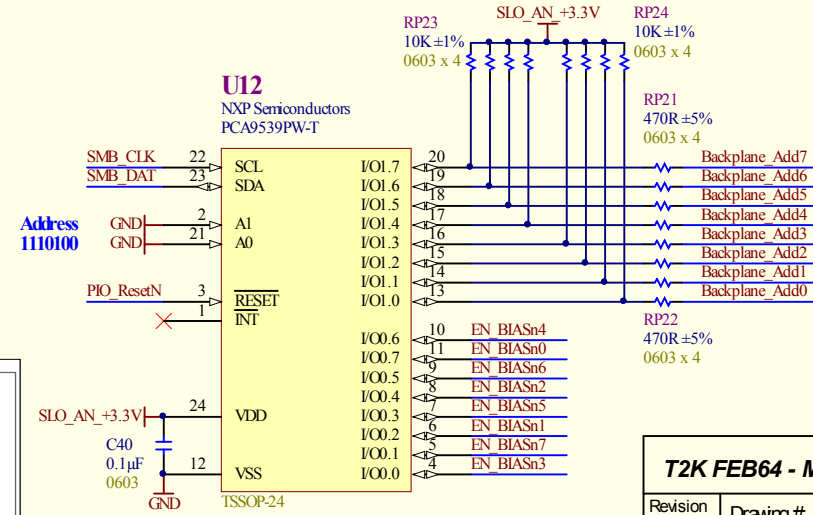 SLO_AN_+3.3V
RP23
10K ±1%
0603 x 4
RP24
10K ±1%
0603 x 4
U12
NXP Semiconductors
PCA9539PW-T
RP21
470R ±5%
0603 x 4
SMB_CLK 22 SCL I/O1.7 20 Backplane_Add7
SMB_DAT 23 SDA I/O1.6 19 Backplane_Add6
I/O1.5 18 Backplane_Add5
Address GND 2 A1 I/O1.4 17 Backplane_Add4
1110100 GND 21 A0 I/O1.3 16 Backplane_Add3
I/O1.2 15 Backplane_Add2
I/O1.1 14 Backplane_Add1
PIO_ResetN 3 RESET I/O1.0 13 Backplane_Add0
1 INT
RP22
470R ±5%
0603 x 4
I/O0.6 10 EN_BIASn4
I/O0.7 11 EN_BIASn0
I/O0.5 9 EN_BIASn6
I/O0.4 8 EN_BIASn2
SLO_AN_+3.3V 24 VDD I/O0.3 7 EN_BIASn5
I/O0.2 6 EN_BIASn1
I/O0.1 5 EN_BIASn7
12 VSS I/O0.0 4 EN_BIASn3
C40
0.1µF
0603
GND
TSSOP-24
T2K FEB64 - M
Revision
Drawing #